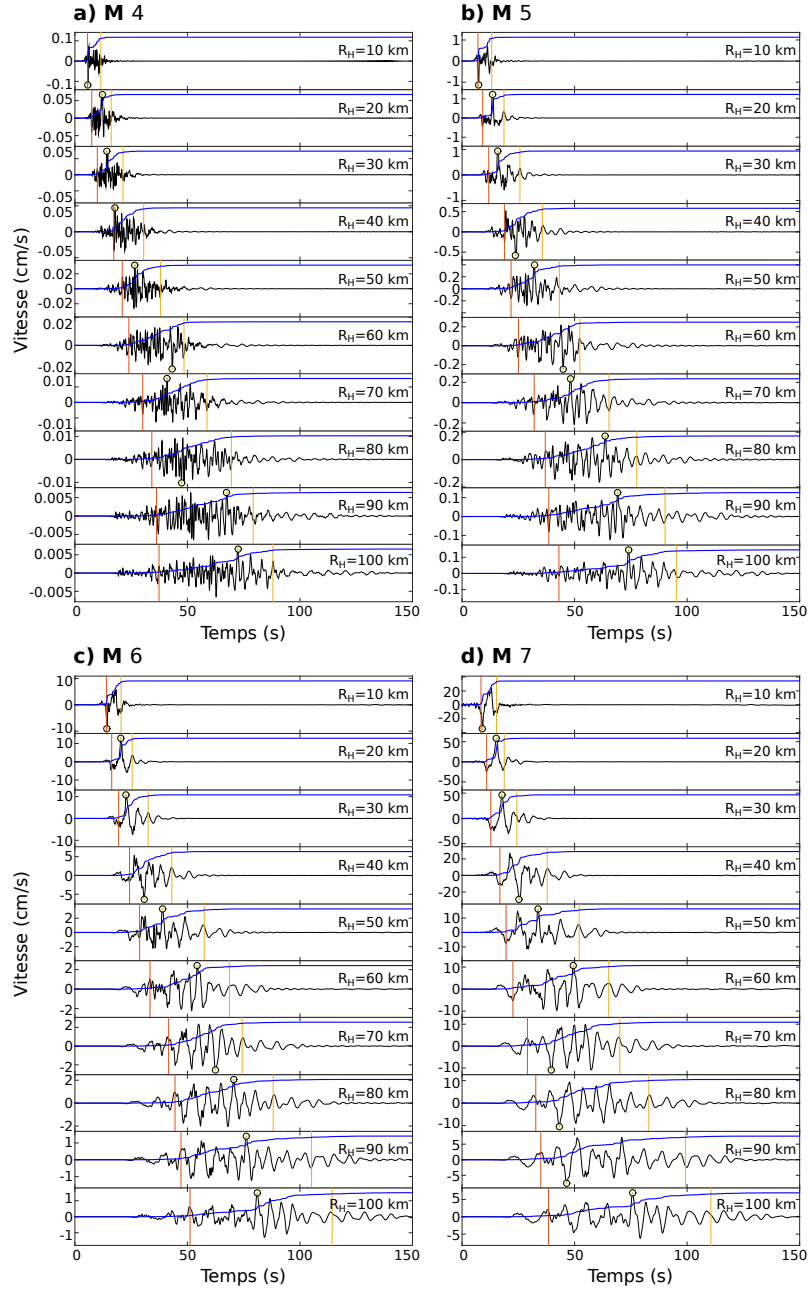 a) M 4
0.1
0
-0.1
R_H=10 km
0.05
0
-0.05
R_H=20 km
0.05
0
-0.05
R_H=30 km
0.05
0
-0.05
R_H=40 km
0.02
0
-0.02
R_H=50 km
0.02
0
-0.02
R_H=60 km
0.01
0
-0.01
R_H=70 km
0.01
0
-0.01
R_H=80 km
0.005
0
-0.005
R_H=90 km
0.005
0
-0.005
R_H=100 km
0 50 100 150
Temps (s)
Vitesse (cm/s)
b) M 5
1
0
-1
R_H=10 km
1
0
-1
R_H=20 km
1
0
-1
R_H=30 km
0.5
0
-0.5
R_H=40 km
0.4
0.2
0
-0.2
R_H=50 km
0.2
0
-0.2
R_H=60 km
0.2
0
-0.2
R_H=70 km
0.2
0
-0.2
R_H=80 km
0.1
0
-0.1
R_H=90 km
0.1
0
-0.1
R_H=100 km
0 50 100 150
Temps (s)
c) M 6
10
0
-10
R_H=10 km
10
0
-10
R_H=20 km
10
0
-10
R_H=30 km
5
0
-5
R_H=40 km
2
0
-2
R_H=50 km
2
0
-2
R_H=60 km
2
0
-2
R_H=70 km
2
0
-2
R_H=80 km
1
0
-1
R_H=90 km
1
0
-1
R_H=100 km
0 50 100 150
Temps (s)
Vitesse (cm/s)
d) M 7
20
0
-20
R_H=10 km
50
0
-50
R_H=20 km
50
0
-50
R_H=30 km
20
0
-20
R_H=40 km
10
0
-10
R_H=50 km
10
0
-10
R_H=60 km
10
0
-10
R_H=70 km
10
0
-10
R_H=80 km
5
0
-5
R_H=90 km
5
0
-5
R_H=100 km
0 50 100 150
Temps (s)